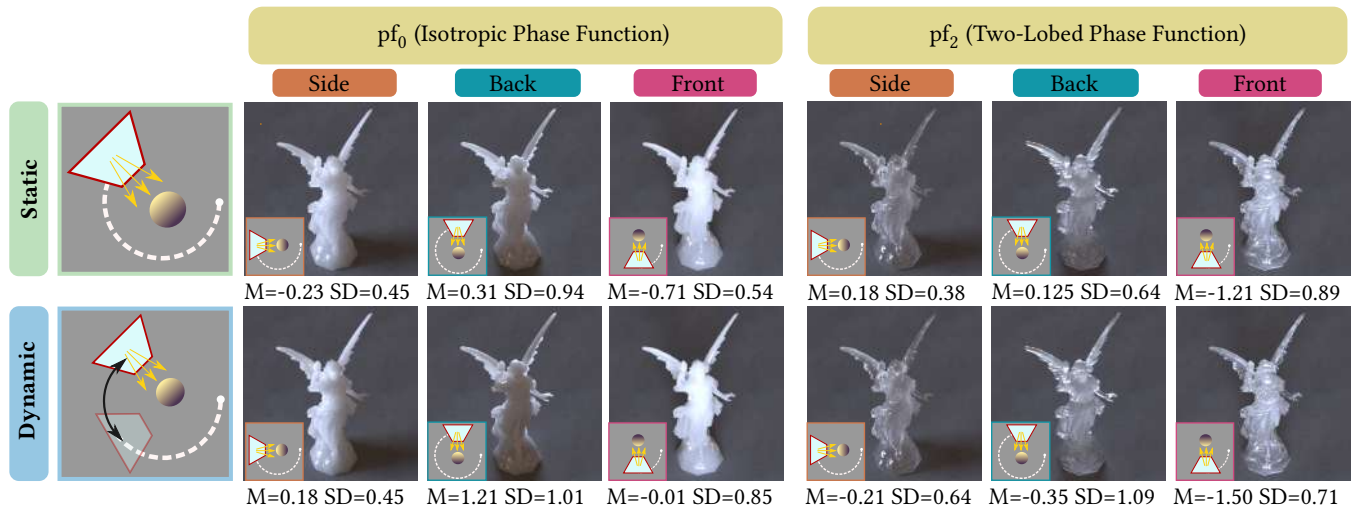 pf₀ (Isotropic Phase Function)
pf₂ (Two-Lobed Phase Function)
Side
Back
Front
Side
Back
Front
Static
M=-0.23 SD=0.45
M=0.31 SD=0.94
M=-0.71 SD=0.54
M=0.18 SD=0.38
M=0.125 SD=0.64
M=-1.21 SD=0.89
Dynamic
M=0.18 SD=0.45
M=1.21 SD=1.01
M=-0.01 SD=0.85
M=-0.21 SD=0.64
M=-0.35 SD=1.09
M=-1.50 SD=0.71